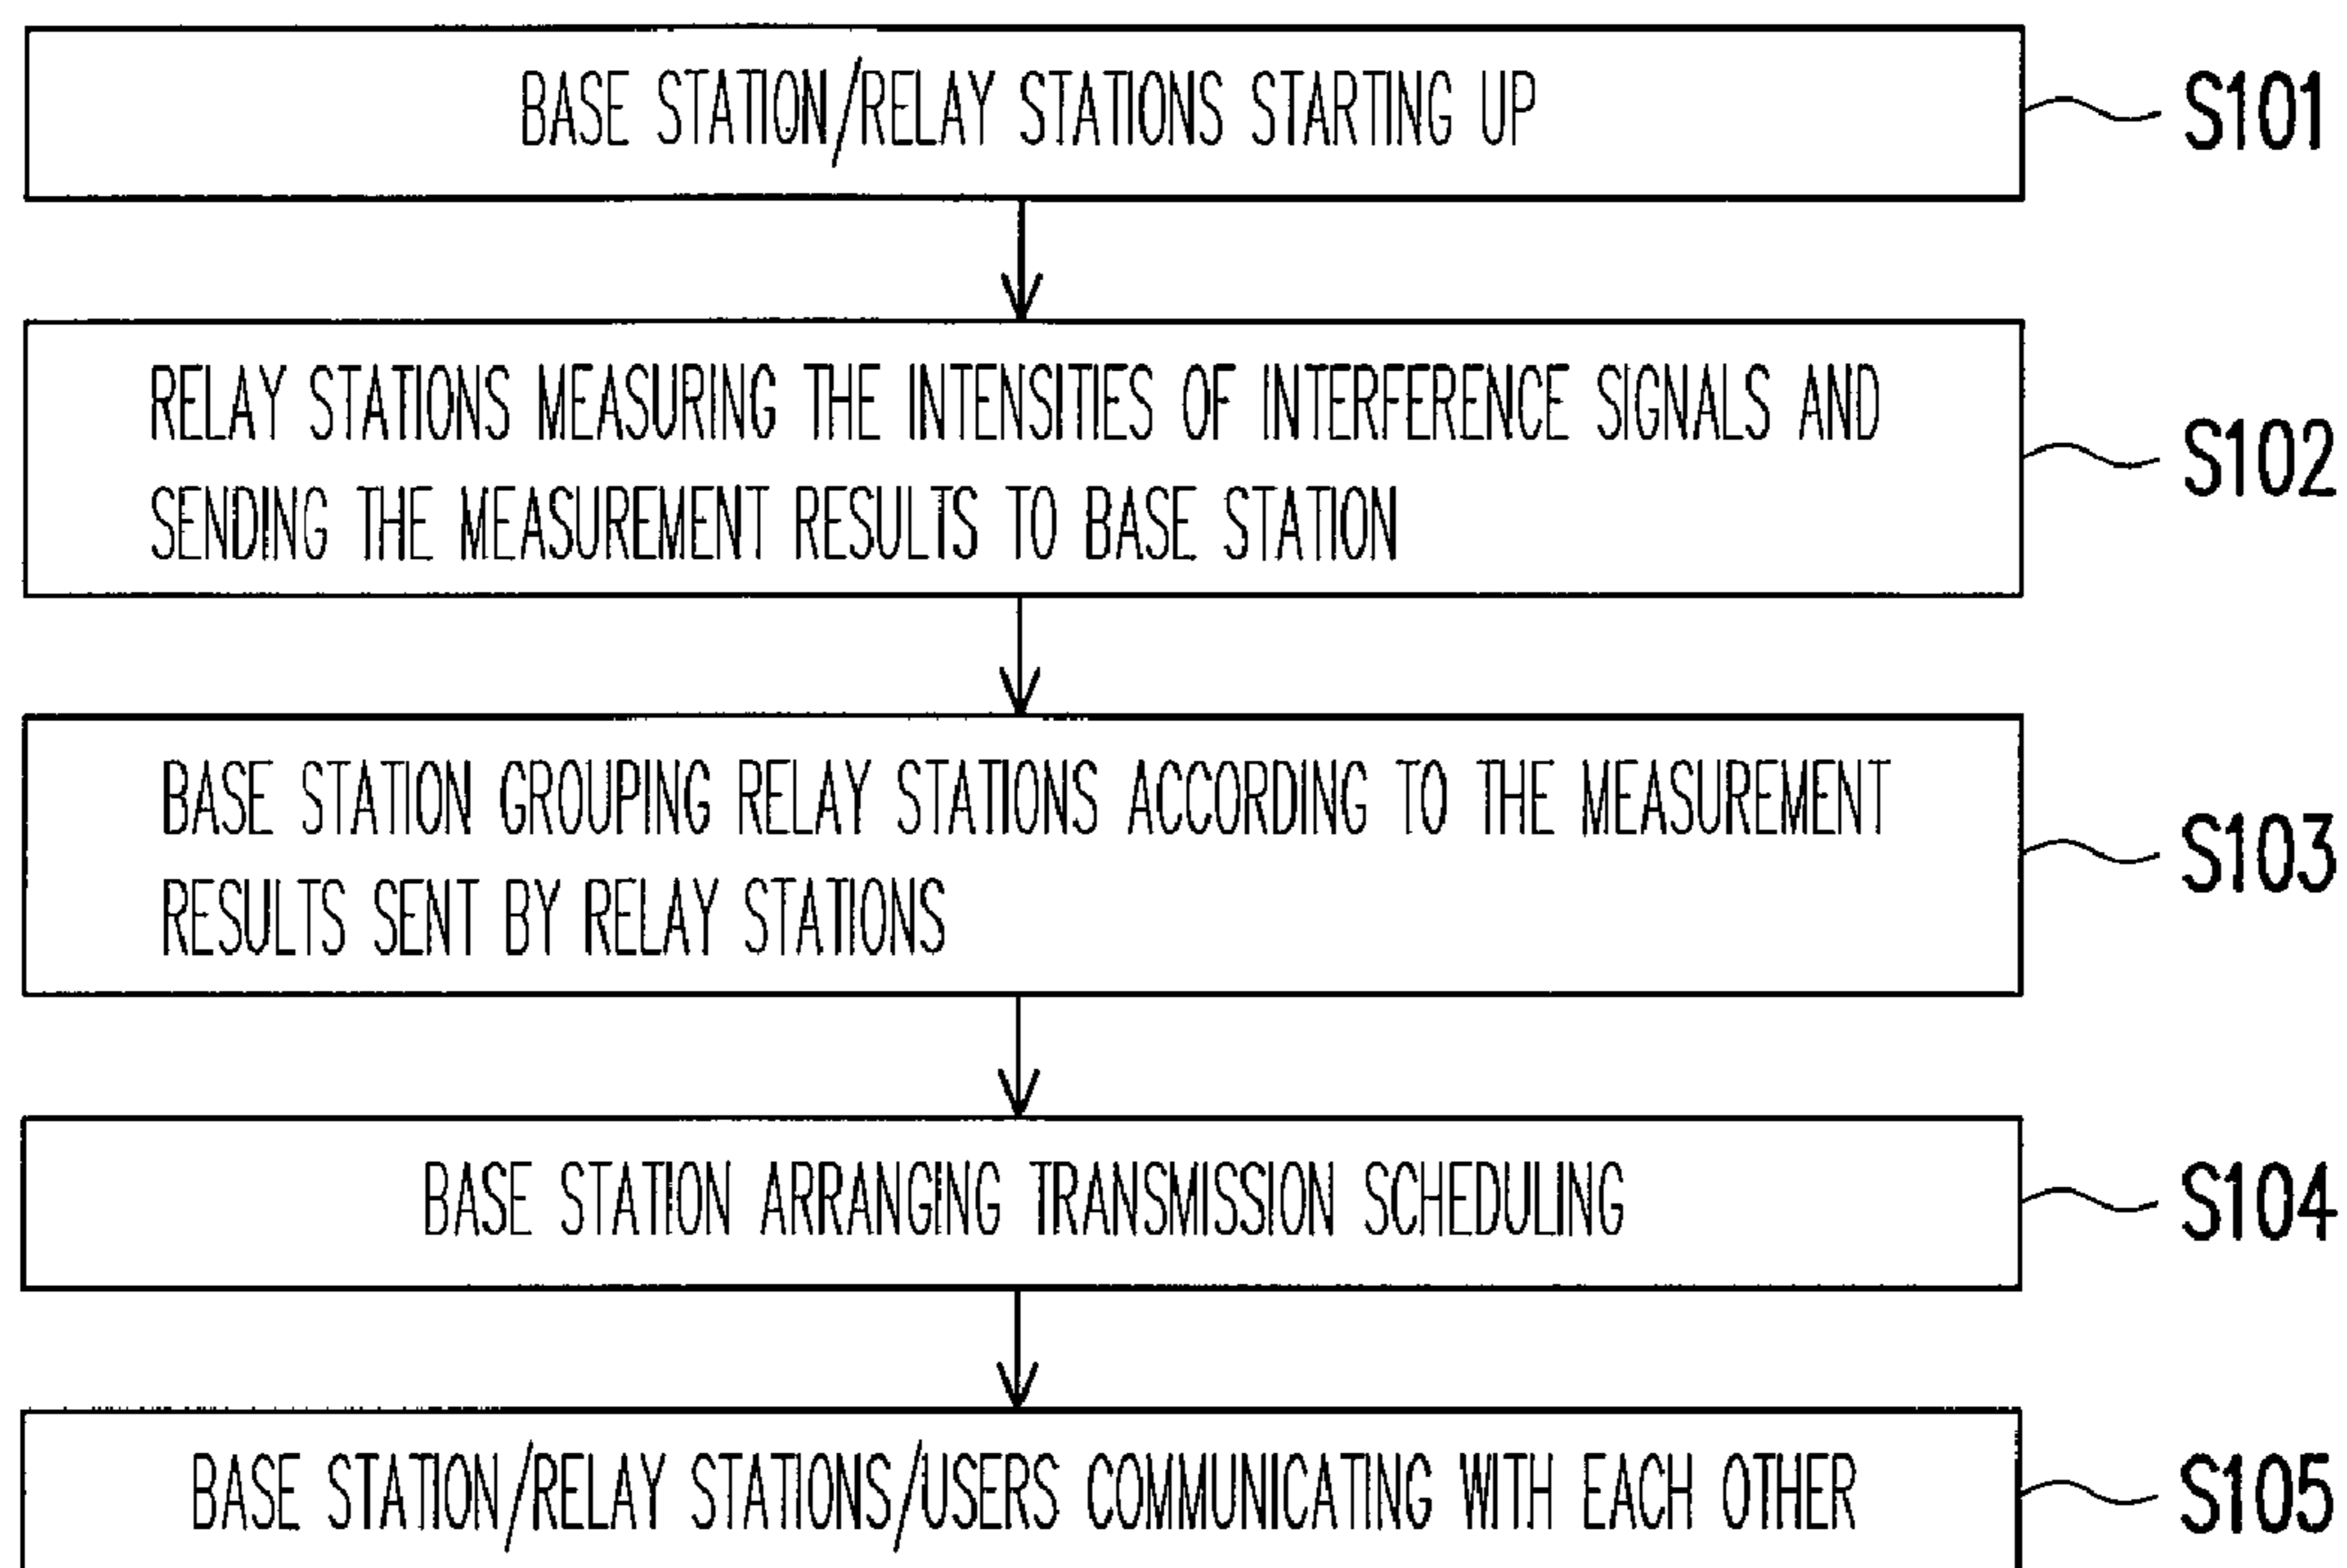 BASE STATION/RELAY STATIONS STARTING UP
S101
RELAY STATIONS MEASURING THE INTENSITIES OF INTERFERENCE SIGNALS AND
SENDING THE MEASUREMENT RESULTS TO BASE STATION
S102
BASE STATION GROUPING RELAY STATIONS ACCORDING TO THE MEASUREMENT
RESULTS SENT BY RELAY STATIONS
S103
BASE STATION ARRANGING TRANSMISSION SCHEDULING
S104
BASE STATION/RELAY STATIONS/USERS COMMUNICATING WITH EACH OTHER
S105